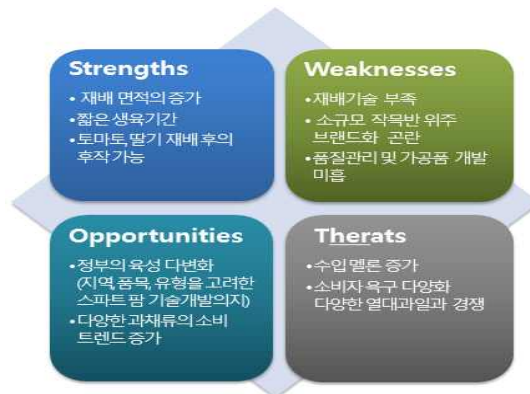 Strengths
• 재배 면적의 증가
• 짧은 생육기간
• 토마토,딸기 재배 후의
후작 가능
Weaknesses
• 재배기술 부족
• 소규모 작목반 위주
브랜드화 곤란
• 품질관리 및 가공품 개발
미흡
Opportunities
• 정부의 육성 다변화
(지역,품목,유형을 고려한
스파트 팜 기술개발의지)
• 다양한 과채류의 소비
트렌드 증가
Therats
• 수입 멜론 증가
• 소비자 욕구 다양화
다양한 열대과일과 경쟁